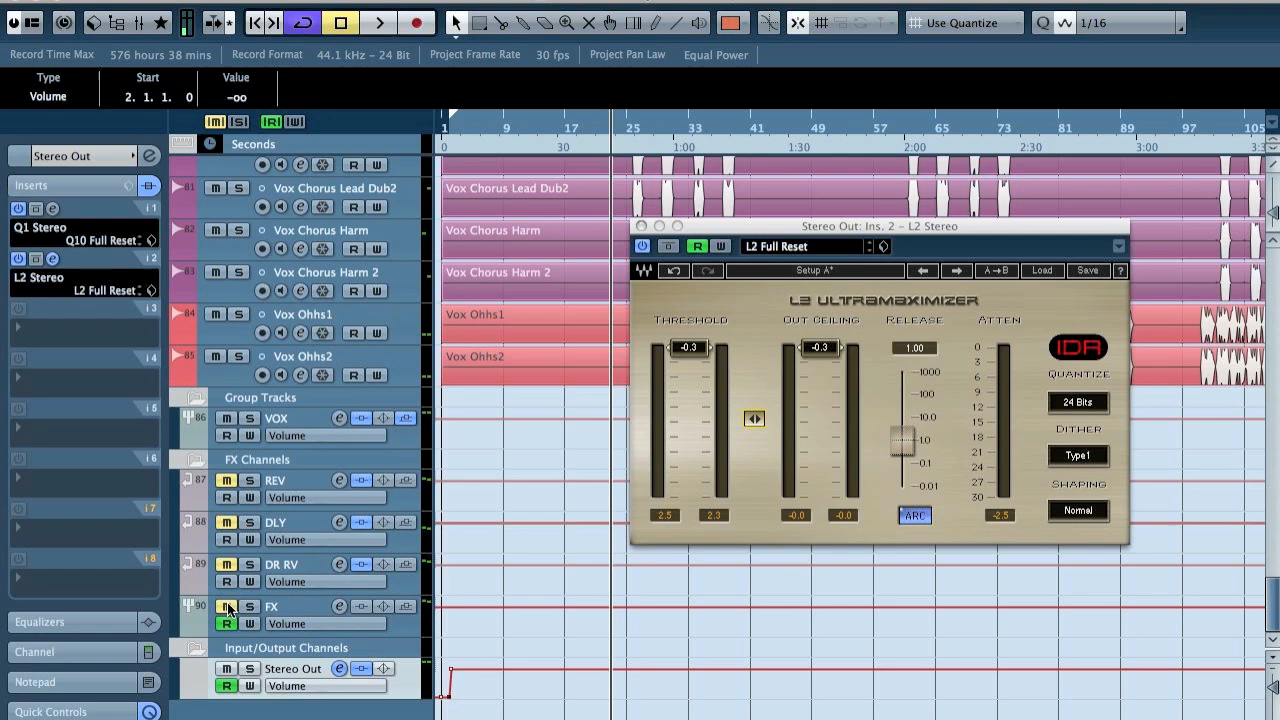 Use Quantize
Q
1/16
Record Time Max 576 hours 38 mins Record Format 44.1 kHz - 24 Bit Project Frame Rate 30 fps Project Pan Law Equal Power
Type Start Value
Volume 2. 1. 1. 0 -oo
M S R W
1 9 17 25 33 41 49 57 65 73 81 89 97 105
Seconds
0 30 1:00 1:30 2:00 2:30 3:00
Stereo Out
Inserts
i 1
Q1 Stereo
Q10 Full Reset
i 2
L2 Stereo
L2 Full Reset
i 3
i 4
i 5
i 6
i 7
i 8
Equalizers
Channel
Notepad
Quick Controls
e R W
81 M S Vox Chorus Lead Dub2
e R W
82 M S Vox Chorus Harm
e R W
83 M S Vox Chorus Harm 2
e R W
84 M S Vox Ohhs1
e R W
85 M S Vox Ohhs2
e R W
Group Tracks
86 M S VOX e
R W Volume
FX Channels
87 M S REV e
R W Volume
88 M S DLY e
R W Volume
89 M S DR RV e
R W Volume
90 M S FX e
R W Volume
Input/Output Channels
M S Stereo Out e
R W Volume
Vox Chorus Lead Dub2
Vox Chorus Harm
Vox Chorus Harm 2
Vox Ohhs1
Vox Ohhs2
Stereo Out: Ins. 2 - L2 Stereo
R W L2 Full Reset
Setup A* A→B Load Save ?
L2 ULTRAMAXIMIZER
THRESHOLD OUT CEILING RELEASE ATTEN
-0.3 -0.3 1.00
1000
100
10.0
1.0
0.1
0.01
0
3
6
9
12
15
18
21
24
27
30
2.5 2.3 -0.0 -0.0 ARC -2.5
IDR
QUANTIZE
24 Bits
DITHER
Type1
SHAPING
Normal